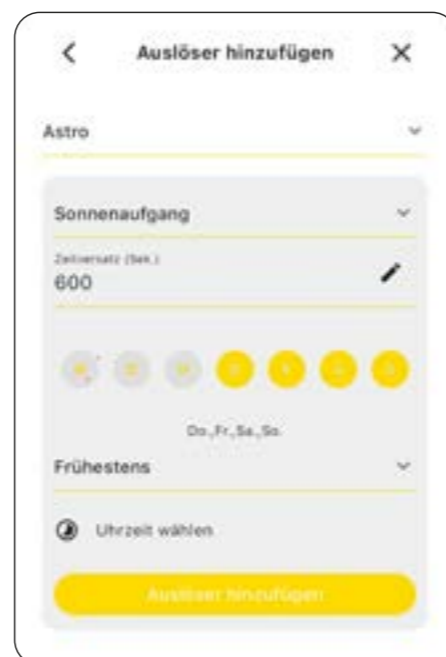 Auslöser hinzufügen
Astro
Sonnenaufgang
Zeitversatz (Sek.)
600
Do.,Fr.,Sa.,So.
Frühestens
Uhrzeit wählen
Auslöser hinzufügen